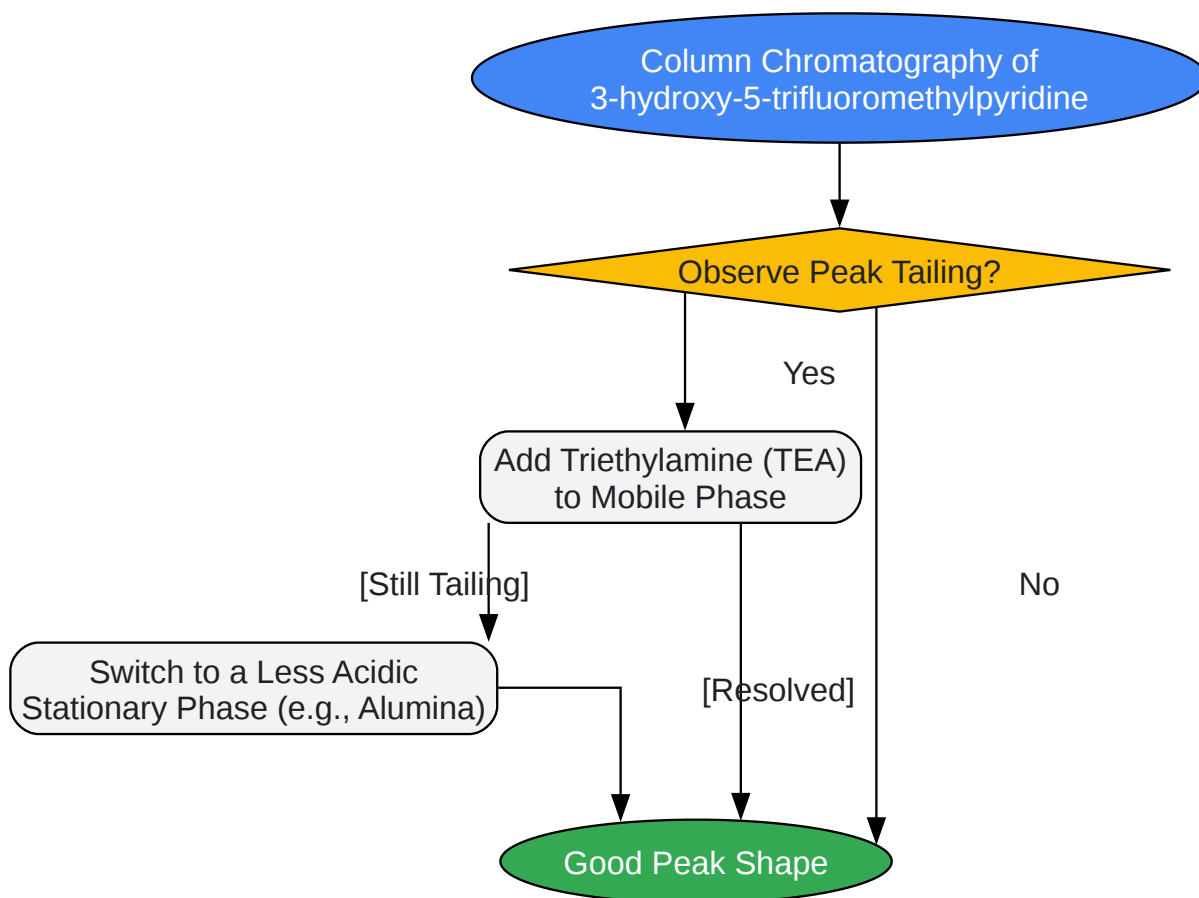 Column Chromatography of
3-hydroxy-5-trifluoromethylpyridine
Observe Peak Tailing?
Yes
Add Triethylamine (TEA)
to Mobile Phase
[Still Tailing]
No
Switch to a Less Acidic
Stationary Phase (e.g., Alumina)
[Resolved]
Good Peak Shape